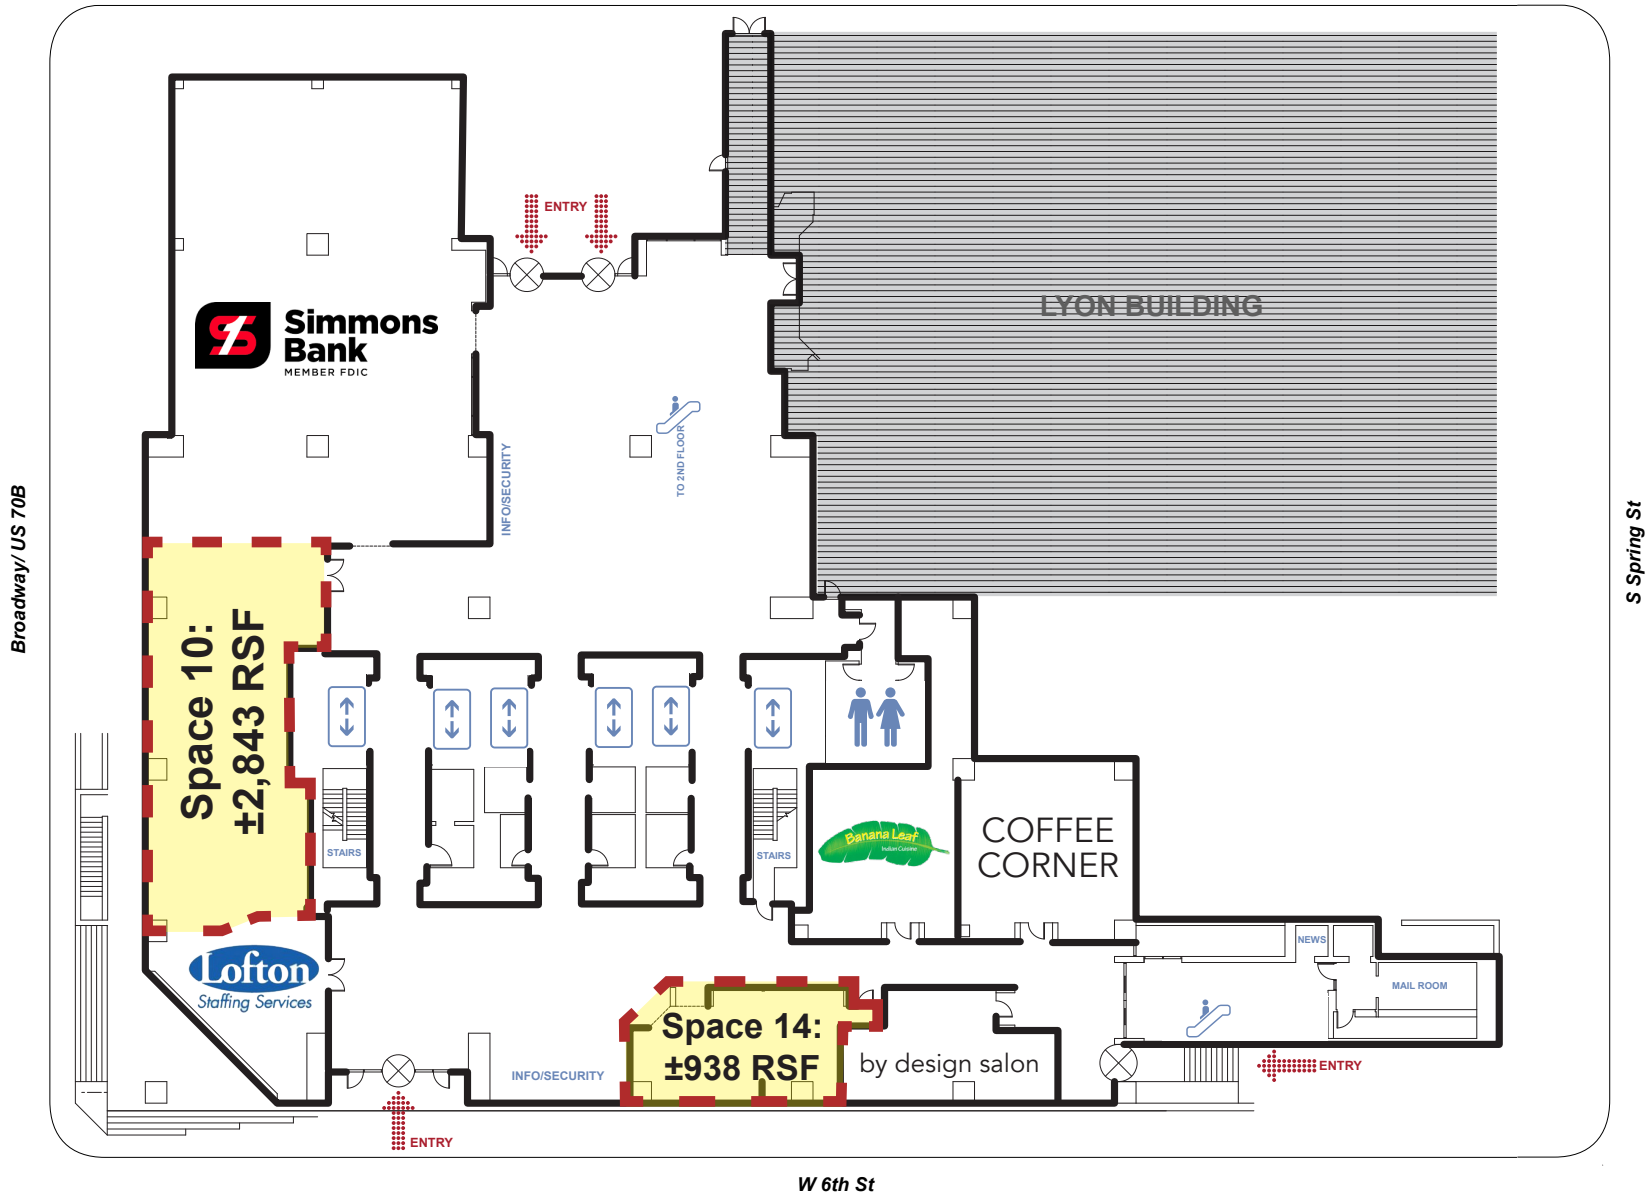 ENTRY
LYON BUILDING
Simmons
Bank
MEMBER FDIC
TO 2ND FLOOR
INFO/SECURITY
Broadway/ US 70B
S Spring St
Space 10:
±2,843 RSF
STAIRS
STAIRS
Banana Leaf
Indian Cuisine
COFFEE
CORNER
NEWS
Lofton
Staffing Services
MAIL ROOM
Space 14:
±938 RSF
by design salon
INFO/SECURITY
ENTRY
ENTRY
W 6th St